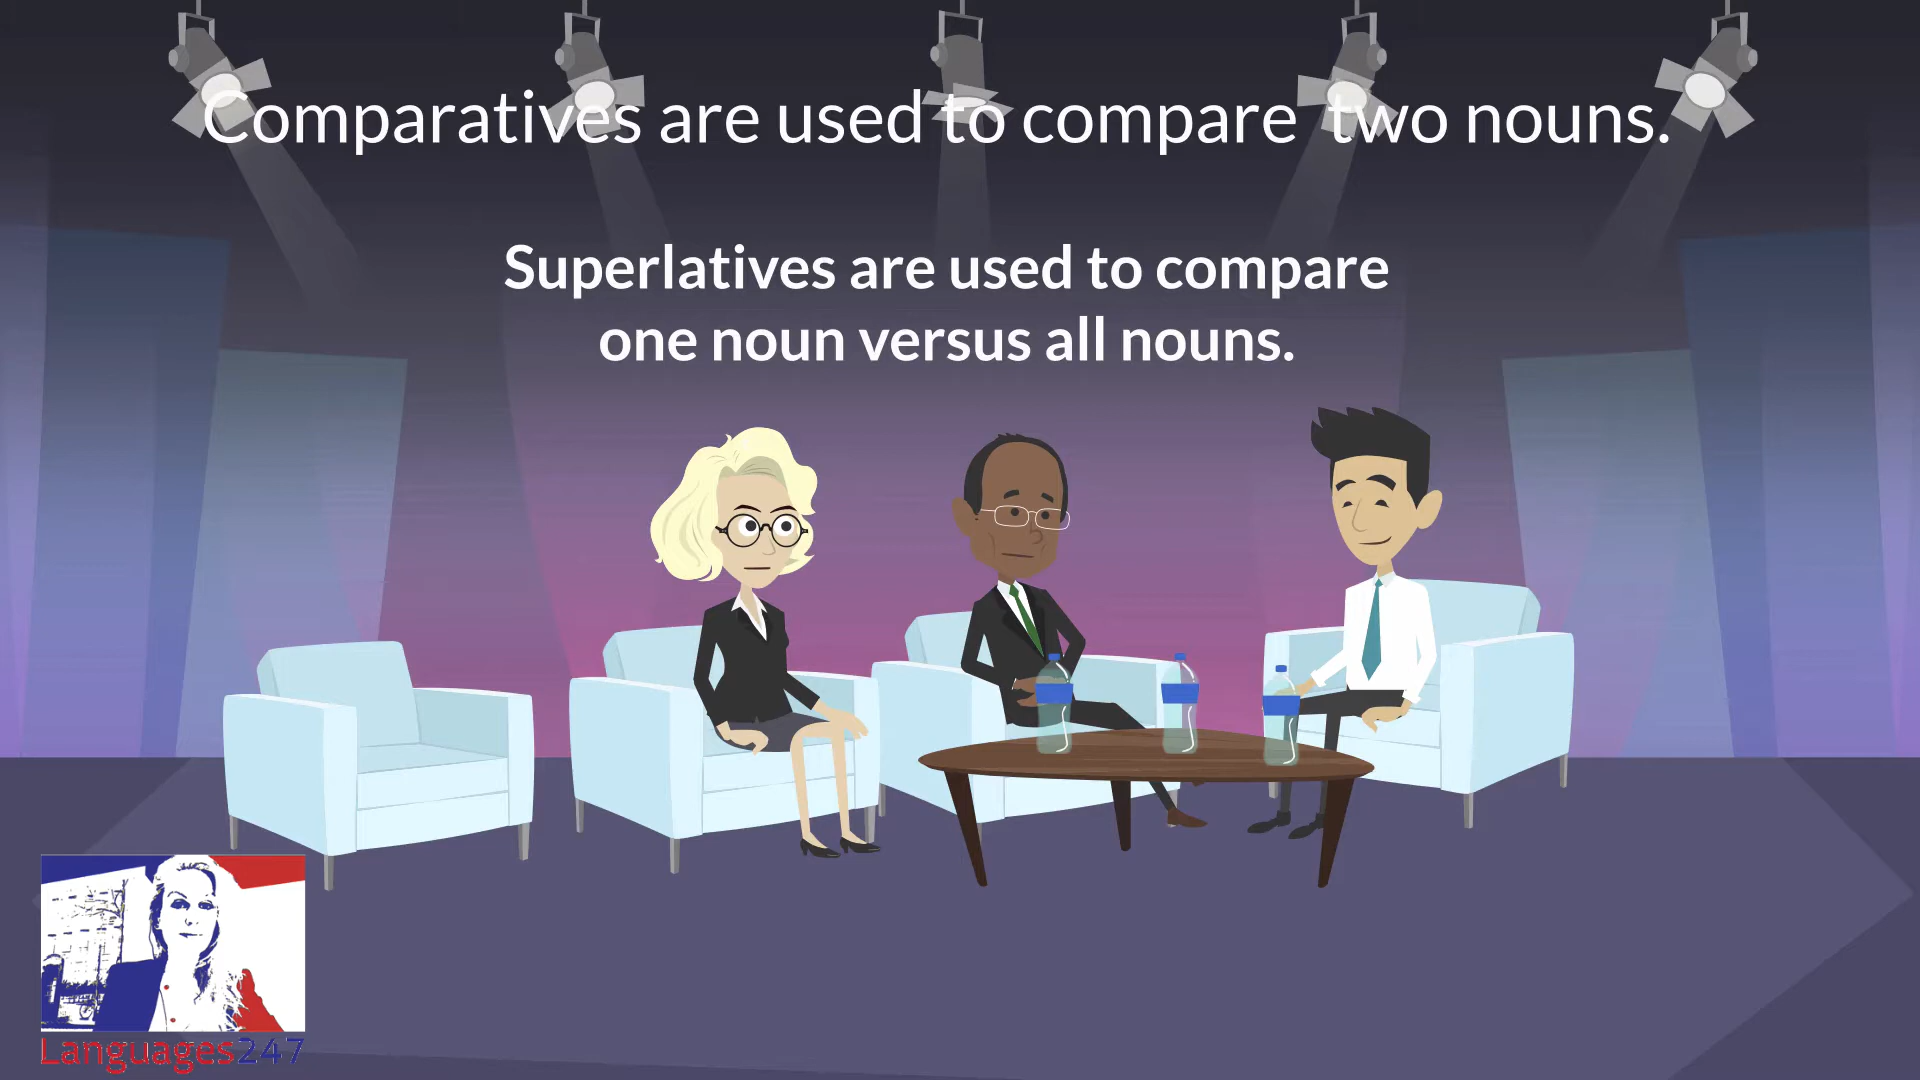 Comparatives are used to compare two nouns.
Superlatives are used to compare
one noun versus all nouns.
Languages247